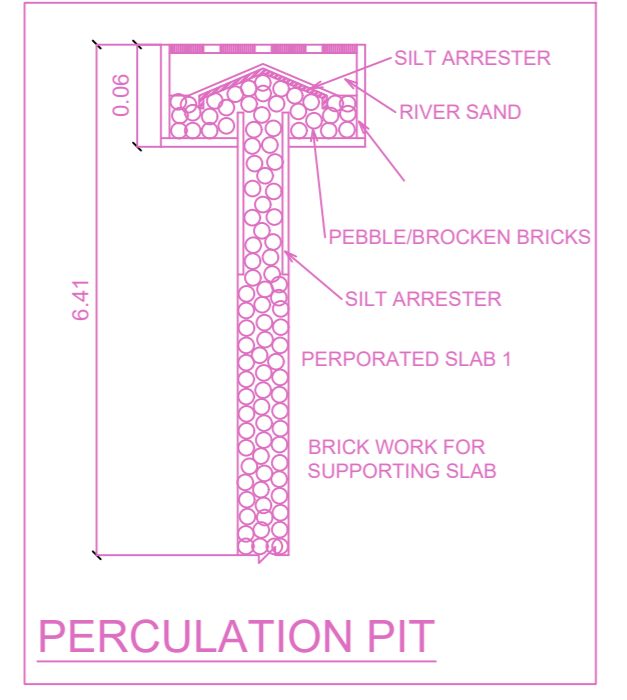 SILT ARRESTER
0.06
RIVER SAND
PEBBLE/BROCKEN BRICKS
6.41
SILT ARRESTER
PERPORATED SLAB 1
BRICK WORK FOR
SUPPORTING SLAB
PERCULATION PIT